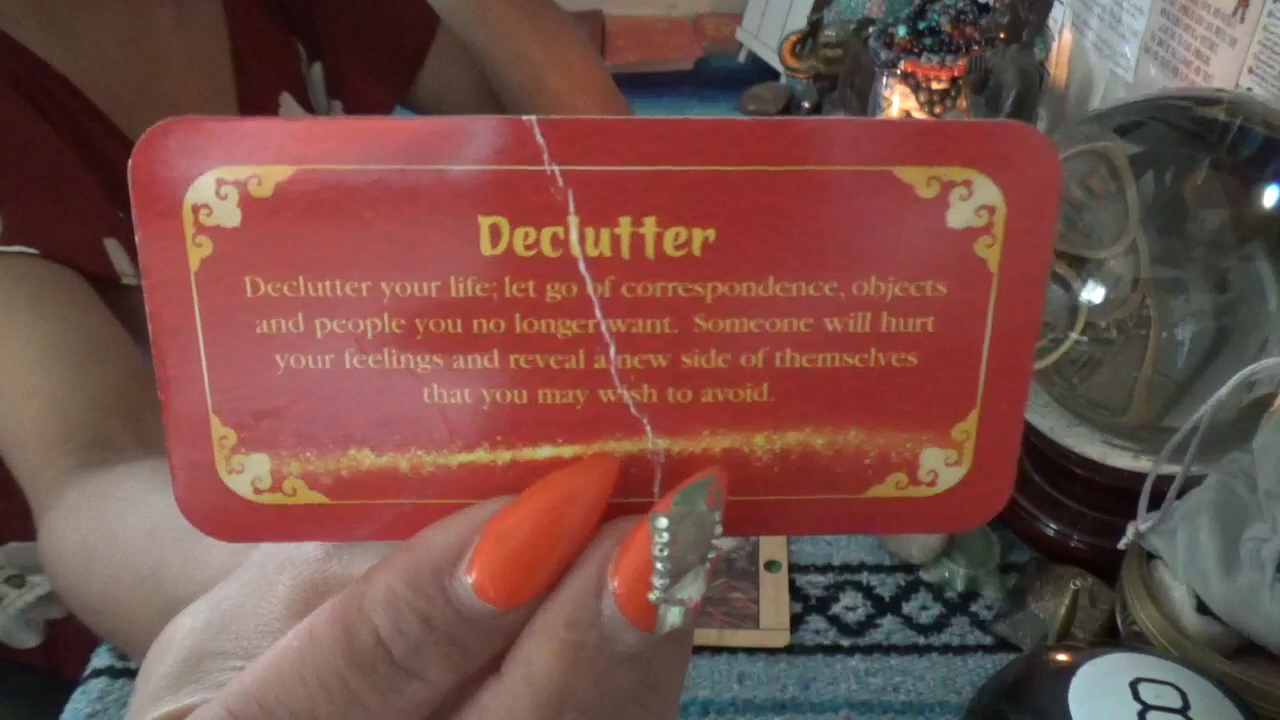 Declutter
Declutter your life; let go of correspondence, objects
and people you no longer want. Someone will hurt
your feelings and reveal a new side of themselves
that you may wish to avoid.
8